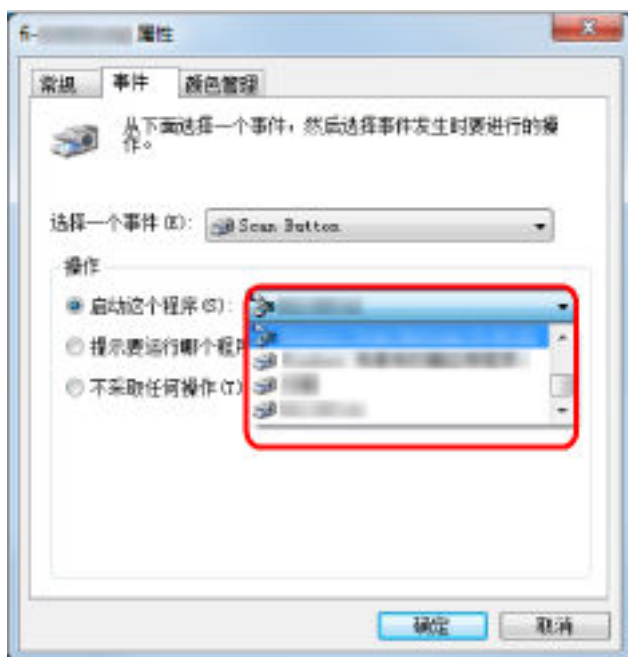 fi- 属性
常规 事件 颜色管理
从下面选择一个事件，然后选择事件发生时要进行的操
作。
选择一个事件(E): Scan Button
操作
启动这个程序(S):
提示要运行哪个程
不采取任何操作(T)
确定 取消